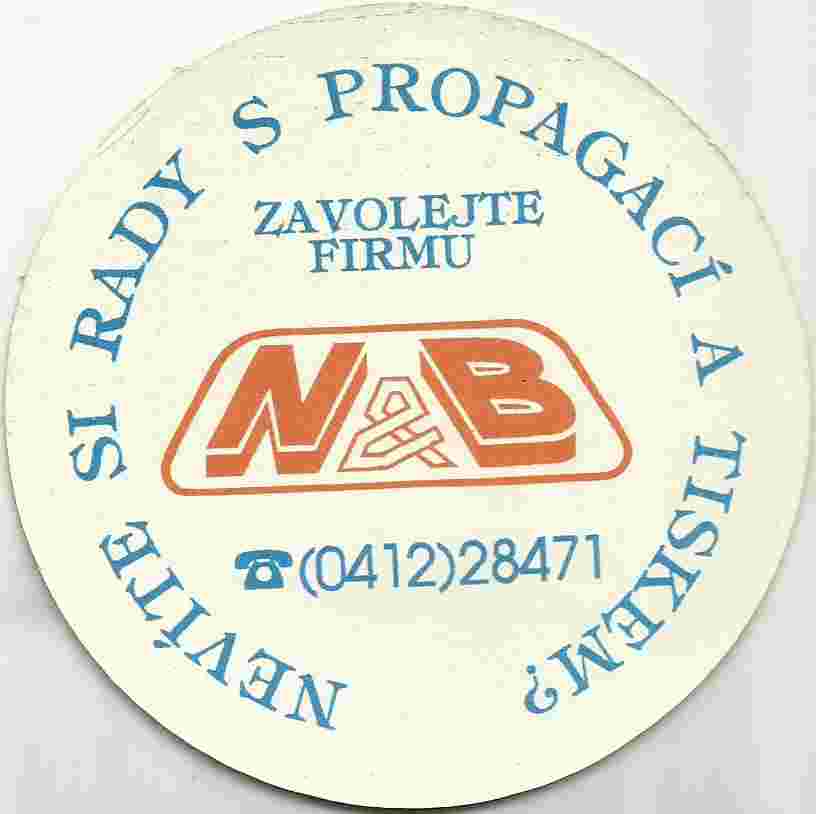 NEVÍTE SI RADY S PROPAGACÍ A TISKEM?
ZAVOLEJTE
FIRMU
N&B
☎(0412)28471